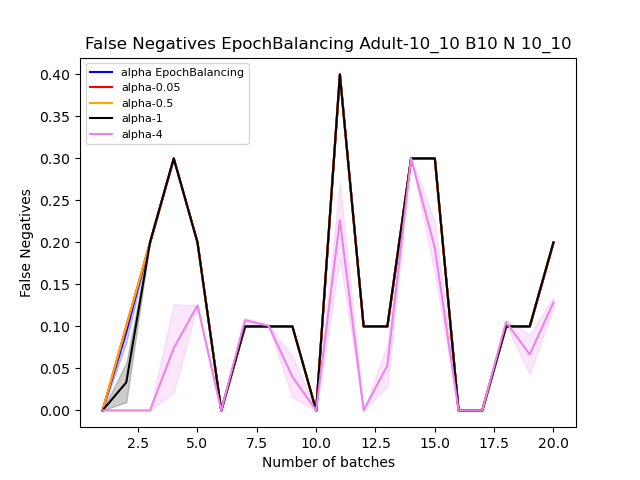 False Negatives EpochBalancing Adult-10_10 B10 N 10_10
alpha EpochBalancing
alpha-0.05
alpha-0.5
alpha-1
alpha-4
0.40
0.35
0.30
0.25
0.20
0.15
0.10
0.05
0.00
False Negatives
2.5 5.0 7.5 10.0 12.5 15.0 17.5 20.0
Number of batches